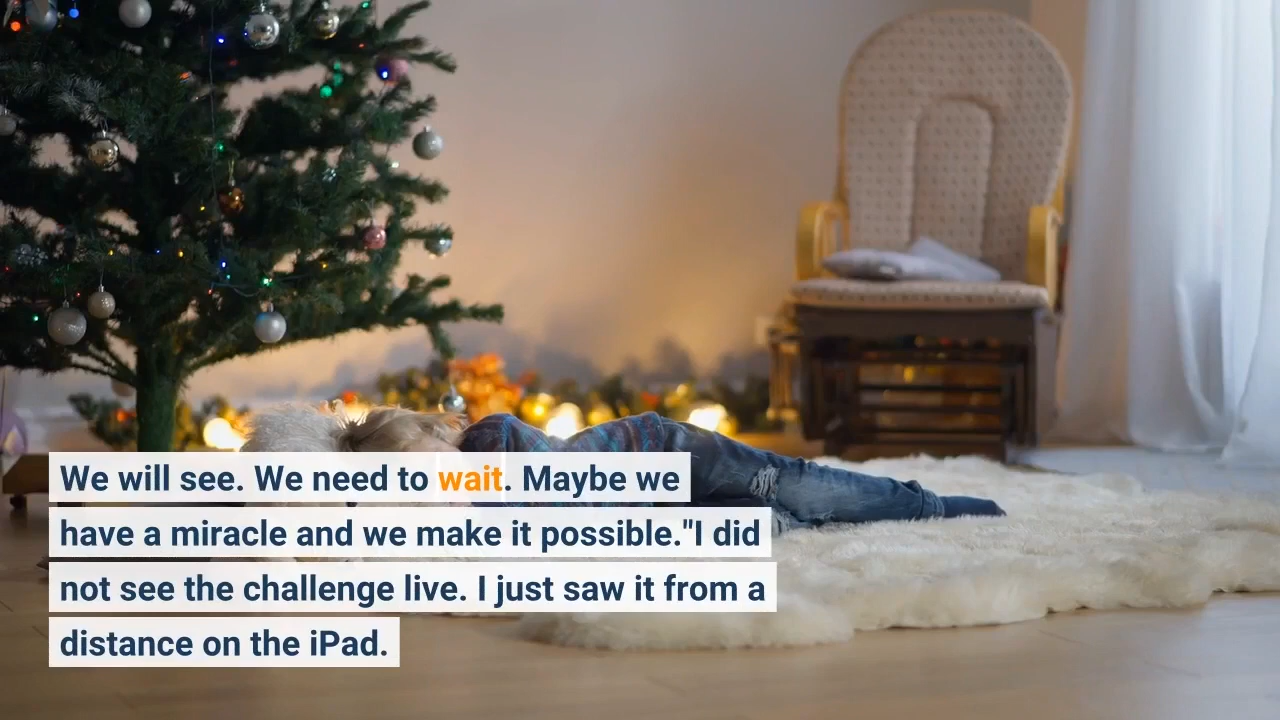 We will see. We need to wait. Maybe we
have a miracle and we make it possible."I did
not see the challenge live. I just saw it from a
distance on the iPad.